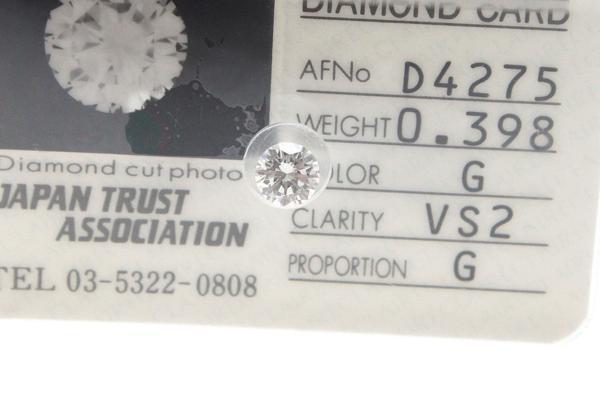 DIAMOND CARD
AFNo D4275
WEIGHT 0.398
COLOR G
CLARITY VS2
PROPORTION G
Diamond cut photo
JAPAN TRUST
ASSOCIATION
TEL 03-5322-0808